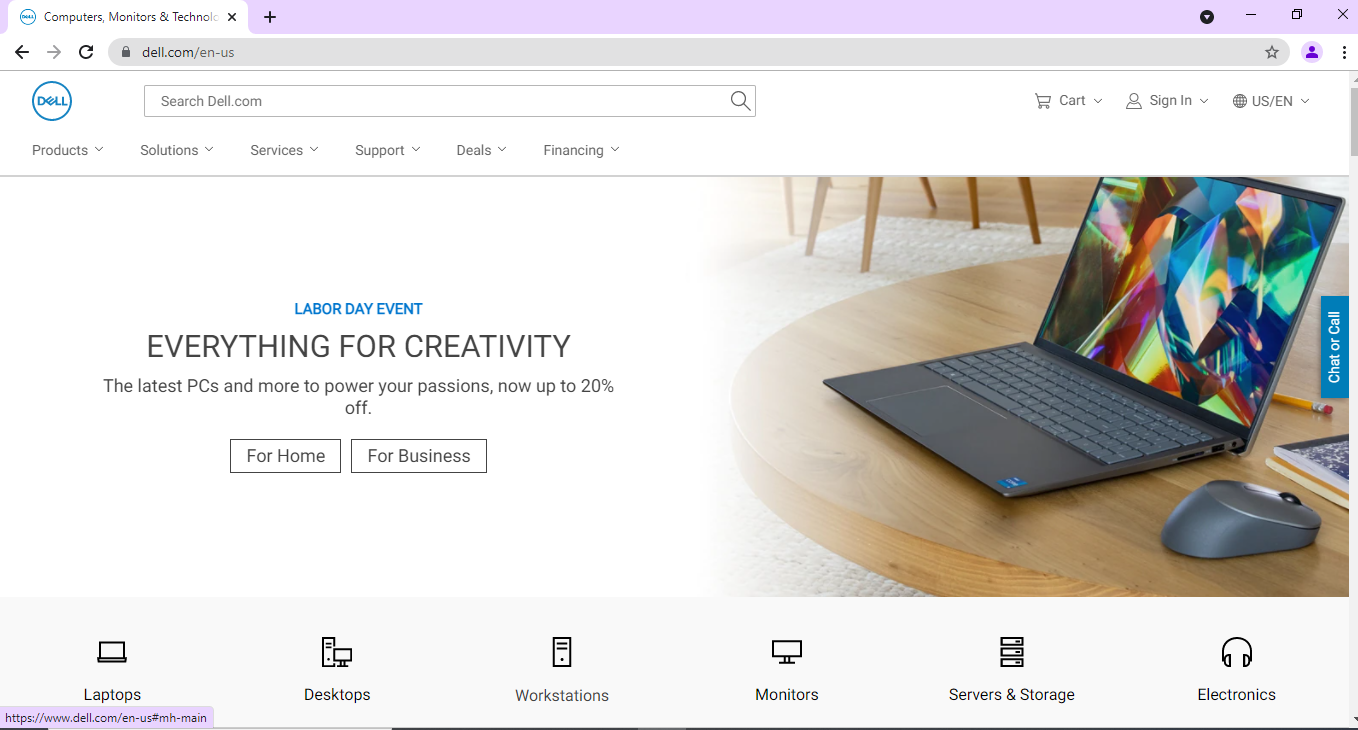 Computers, Monitors & Technolo
dell.com/en-us
DELL
Search Dell.com
Cart
Sign In
US/EN
Products
Solutions
Services
Support
Deals
Financing
LABOR DAY EVENT
EVERYTHING FOR CREATIVITY
The latest PCs and more to power your passions, now up to 20%
off.
For Home
For Business
Chat or Call
Laptops
Desktops
Workstations
Monitors
Servers & Storage
Electronics
https://www.dell.com/en-us#mh-main